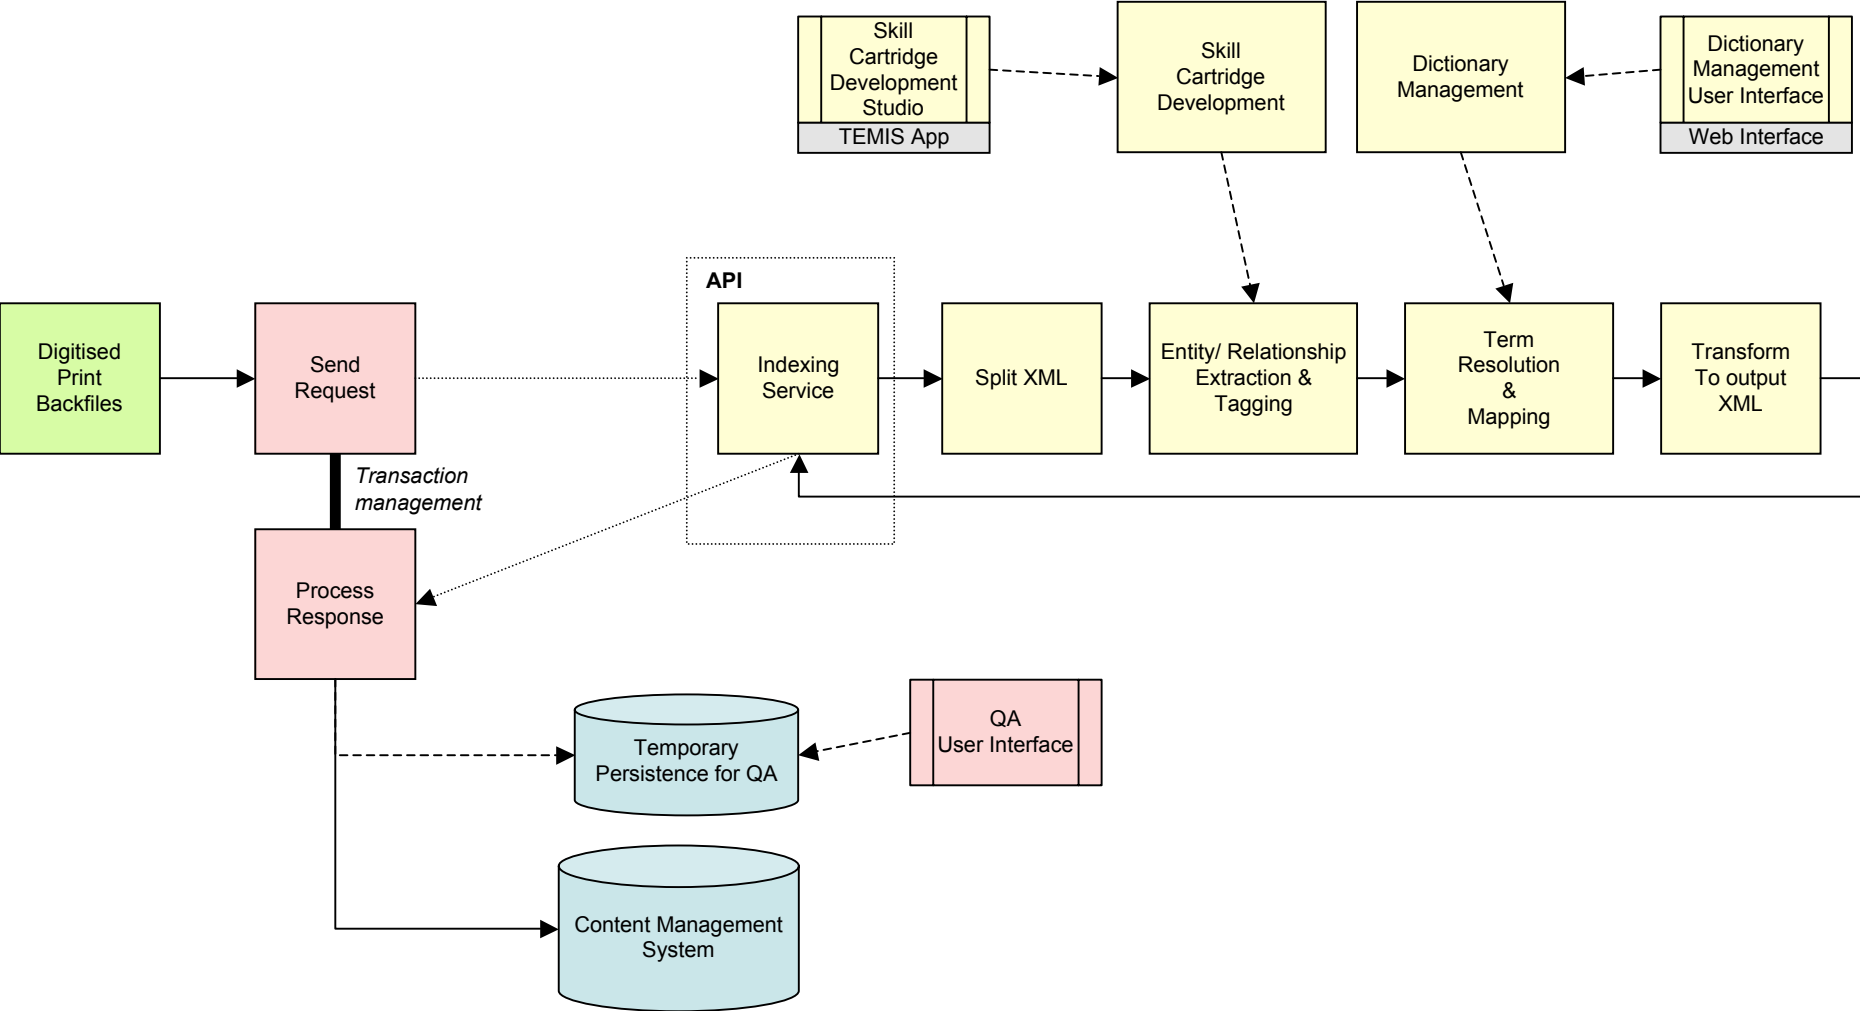 Skill
Cartridge
Development
Studio
TEMIS App
Skill
Cartridge
Development
Dictionary
Management
Dictionary
Management
User Interface
Web Interface
API
Digitised
Print
Backfiles
Send
Request
Indexing
Service
Split XML
Entity/ Relationship
Extraction &
Tagging
Term
Resolution
&
Mapping
Transform
To output
XML
Transaction
management
Process
Response
Temporary
Persistence for QA
QA
User Interface
Content Management
System